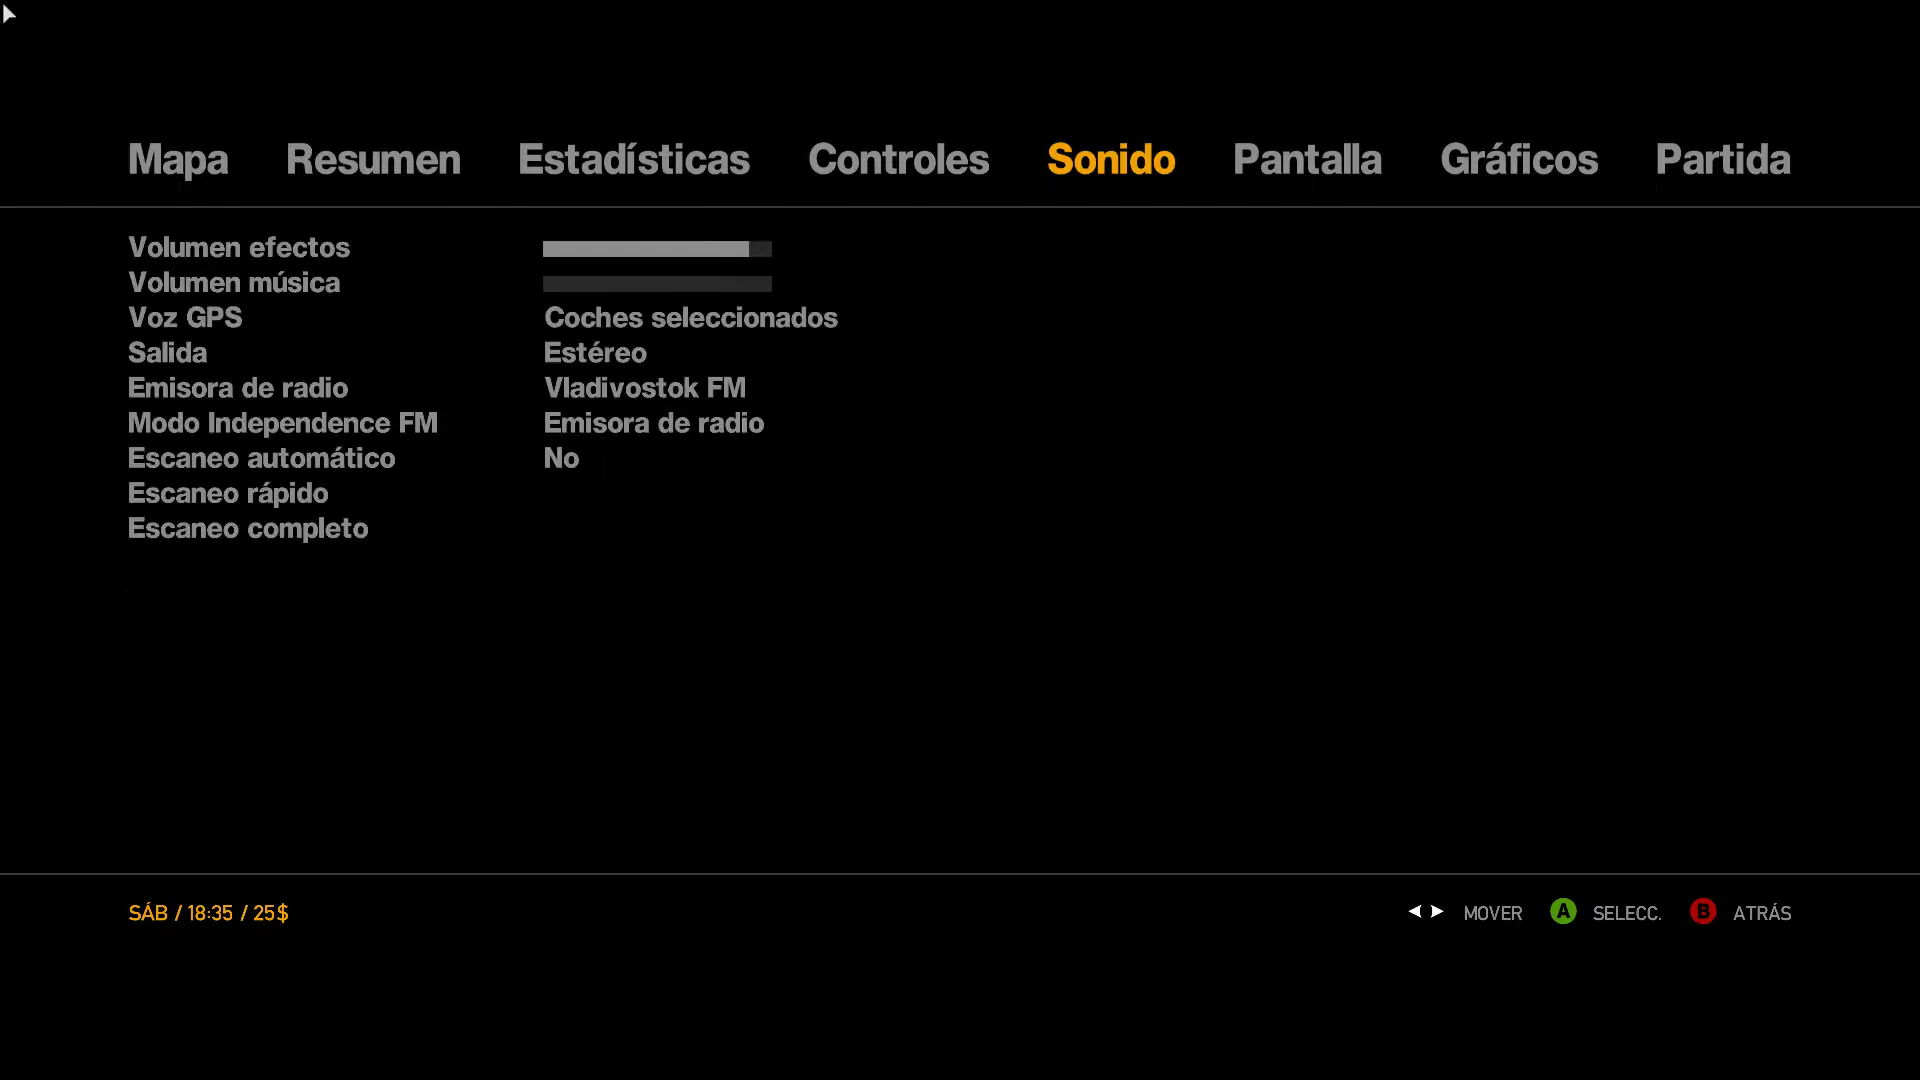 Mapa Resumen Estadísticas Controles Sonido Pantalla Gráficos Partida
Volumen efectos
Volumen música
Voz GPS Coches seleccionados
Salida Estéreo
Emisora de radio Vladivostok FM
Modo Independence FM Emisora de radio
Escaneo automático No
Escaneo rápido
Escaneo completo
SÁB / 18:35 / 25$ MOVER A SELECC. B ATRÁS